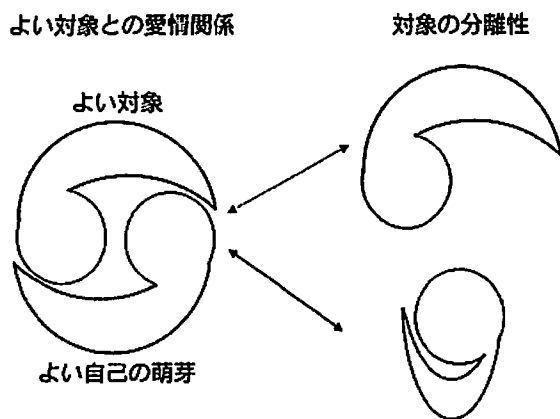 よい対象との愛情関係
対象の分離性
よい対象
よい自己の萌芽